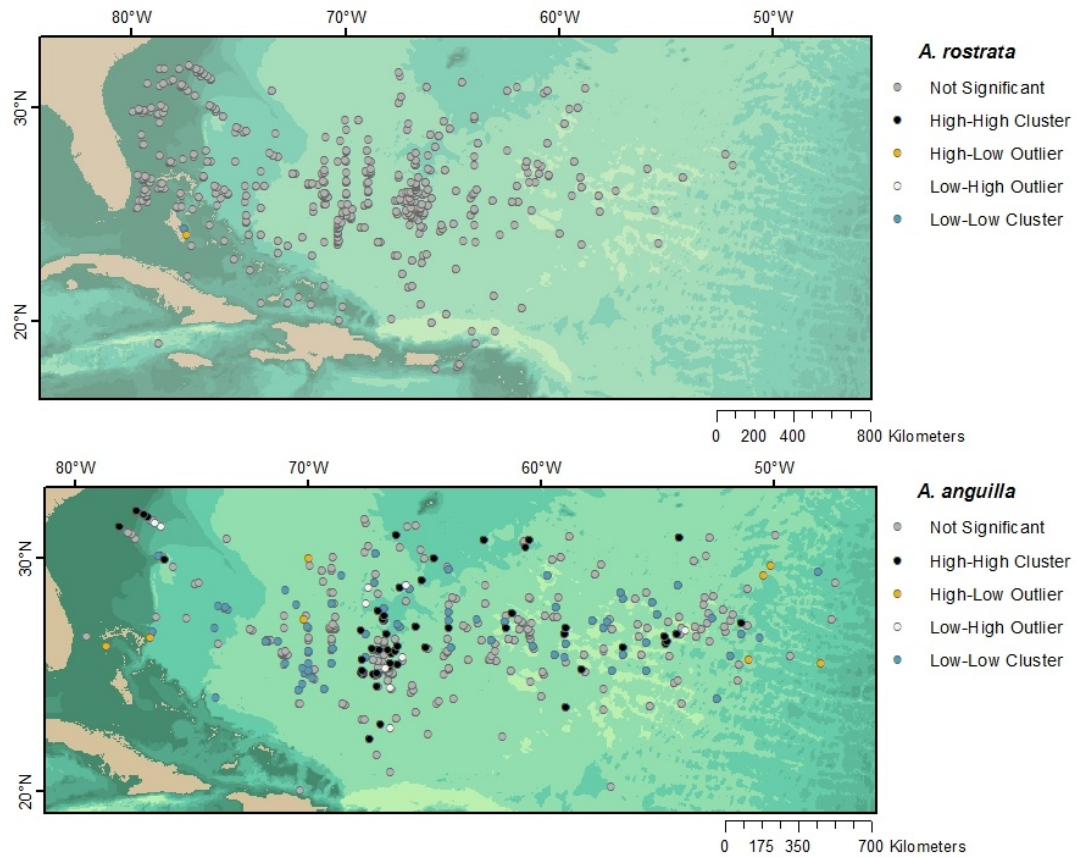 80°W 70°W 60°W 50°W
30°N
20°N
A. rostrata
Not Significant
High-High Cluster
High-Low Outlier
Low-High Outlier
Low-Low Cluster
0 200 400 800 Kilometers
80°W 70°W 60°W 50°W
30°N
20°N
A. anguilla
Not Significant
High-High Cluster
High-Low Outlier
Low-High Outlier
Low-Low Cluster
0 175 350 700 Kilometers